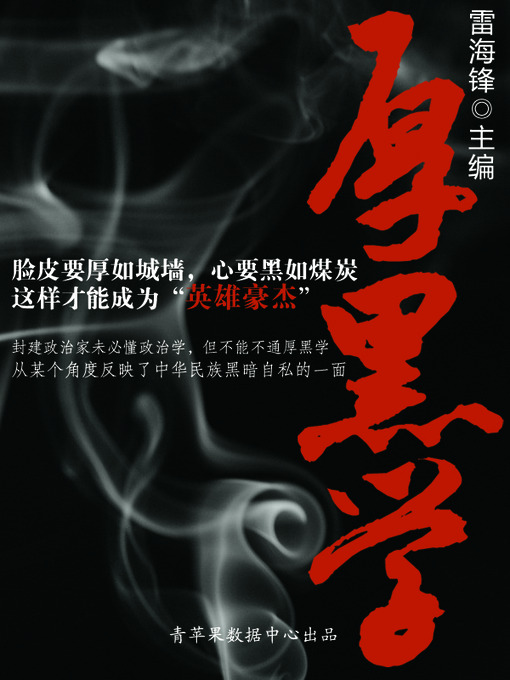 雷海锋◎主编
厚黑学
脸皮要厚如城墙，心要黑如煤炭
这样才能成为“英雄豪杰”
封建政治家未必懂政治学，但不能不通厚黑学
从某个角度反映了中华民族黑暗自私的一面
青苹果数据中心出品